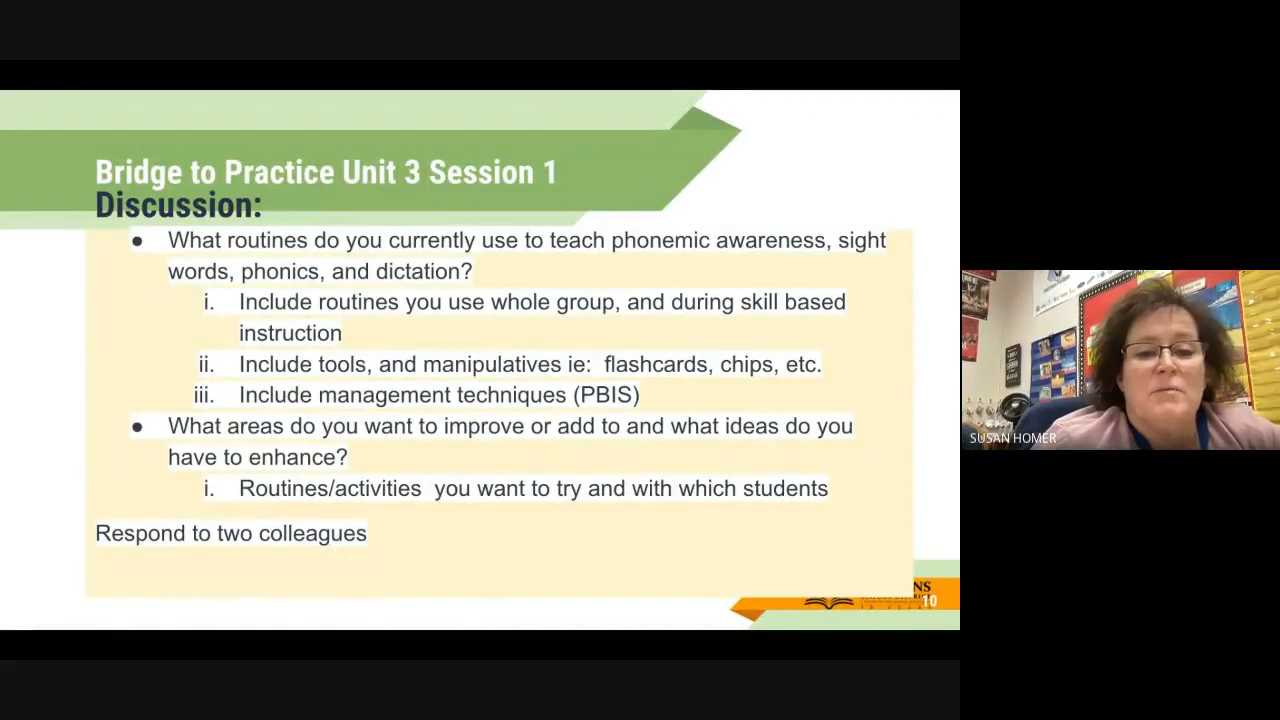 Bridge to Practice Unit 3 Session 1
Discussion:
● What routines do you currently use to teach phonemic awareness, sight
words, phonics, and dictation?
i. Include routines you use whole group, and during skill based
instruction
ii. Include tools, and manipulatives ie: flashcards, chips, etc.
iii. Include management techniques (PBIS)
● What areas do you want to improve or add to and what ideas do you
have to enhance?
i. Routines/activities you want to try and with which students
Respond to two colleagues
10
SUSAN HOMER